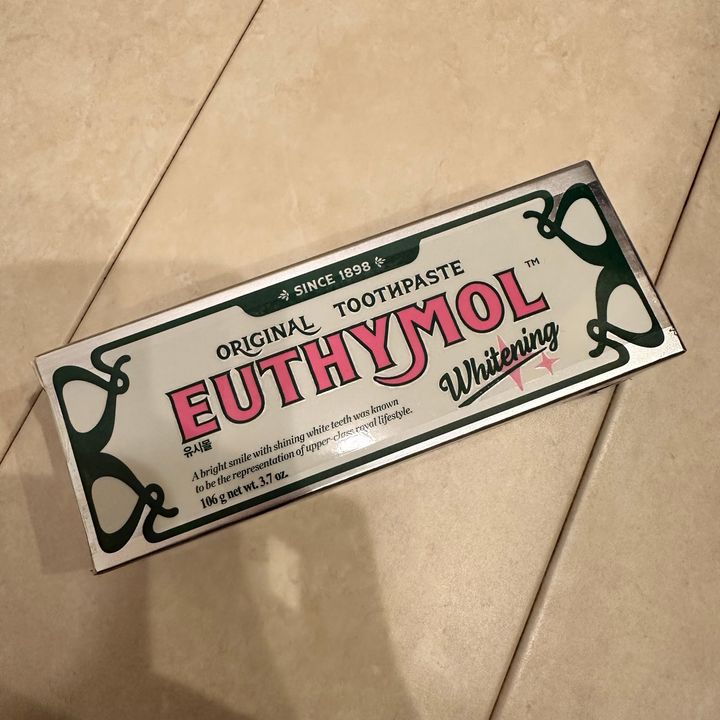 SINCE 1898
ORIGINAL TOOTHPASTE
EUTHYMOL™
Whitening
유시몰
A bright smile with shining white teeth was known
to be the representation of upper-class royal lifestyle.
106 g net wt. 3.7 oz.